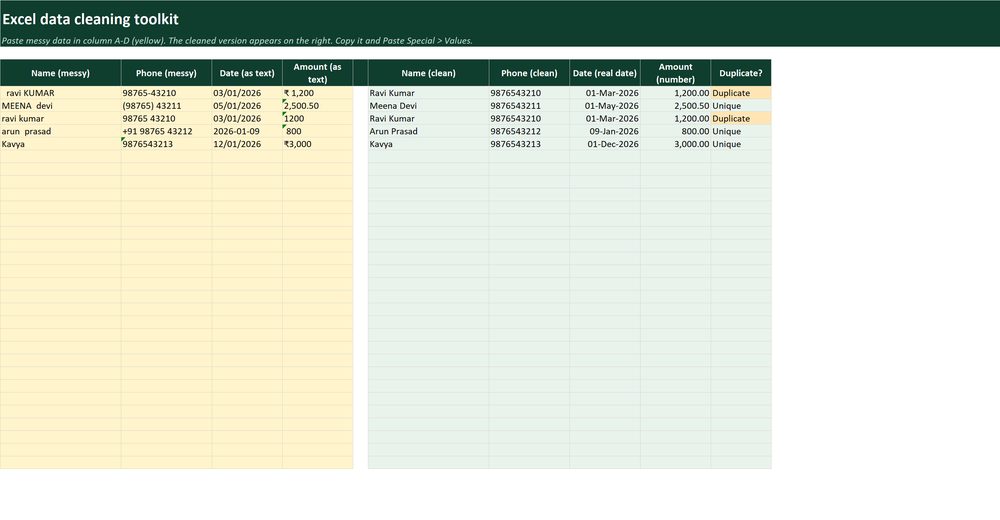 Excel data cleaning toolkit
Paste messy data in column A-D (yellow). The cleaned version appears on the right. Copy it and Paste Special > Values.
Name (messy) Phone (messy) Date (as text) Amount (as text) Name (clean) Phone (clean) Date (real date) Amount (number) Duplicate?
ravi KUMAR 98765-43210 03/01/2026 ₹ 1,200 Ravi Kumar 9876543210 01-Mar-2026 1,200.00 Duplicate
MEENA  devi (98765) 43211 05/01/2026 2,500.50 Meena Devi 9876543211 01-May-2026 2,500.50 Unique
ravi kumar 98765 43210 03/01/2026 1200 Ravi Kumar 9876543210 01-Mar-2026 1,200.00 Duplicate
arun  prasad +91 98765 43212 2026-01-09 800 Arun Prasad 9876543212 09-Jan-2026 800.00 Unique
Kavya 9876543213 12/01/2026 ₹3,000 Kavya 9876543213 01-Dec-2026 3,000.00 Unique